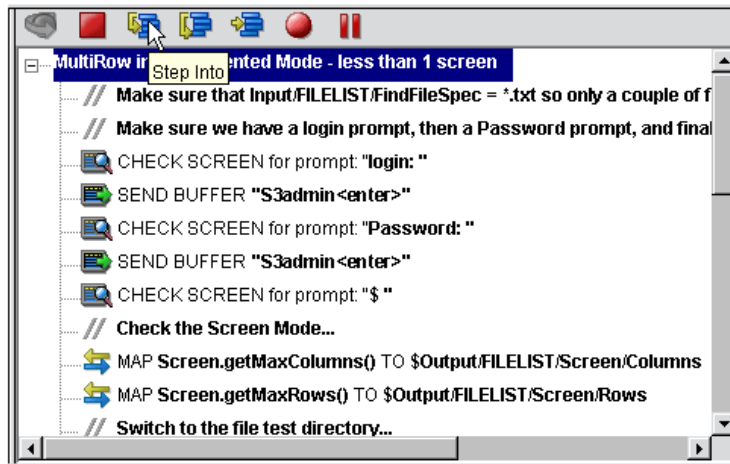 MultiRow in ented Mode - less than 1 screen
Step Into
// Make sure that Input/FILELIST/FindFileSpec = *.txt so only a couple of f
// Make sure we have a login prompt, then a Password prompt, and final
CHECK SCREEN for prompt: "login: "
SEND BUFFER "S3admin<enter>"
CHECK SCREEN for prompt: "Password: "
SEND BUFFER "S3admin<enter>"
CHECK SCREEN for prompt: "$ "
// Check the Screen Mode...
MAP Screen.getMaxColumns() TO $Output/FILELIST/Screen/Columns
MAP Screen.getMaxRows() TO $Output/FILELIST/Screen/Rows
// Switch to the file test directory...